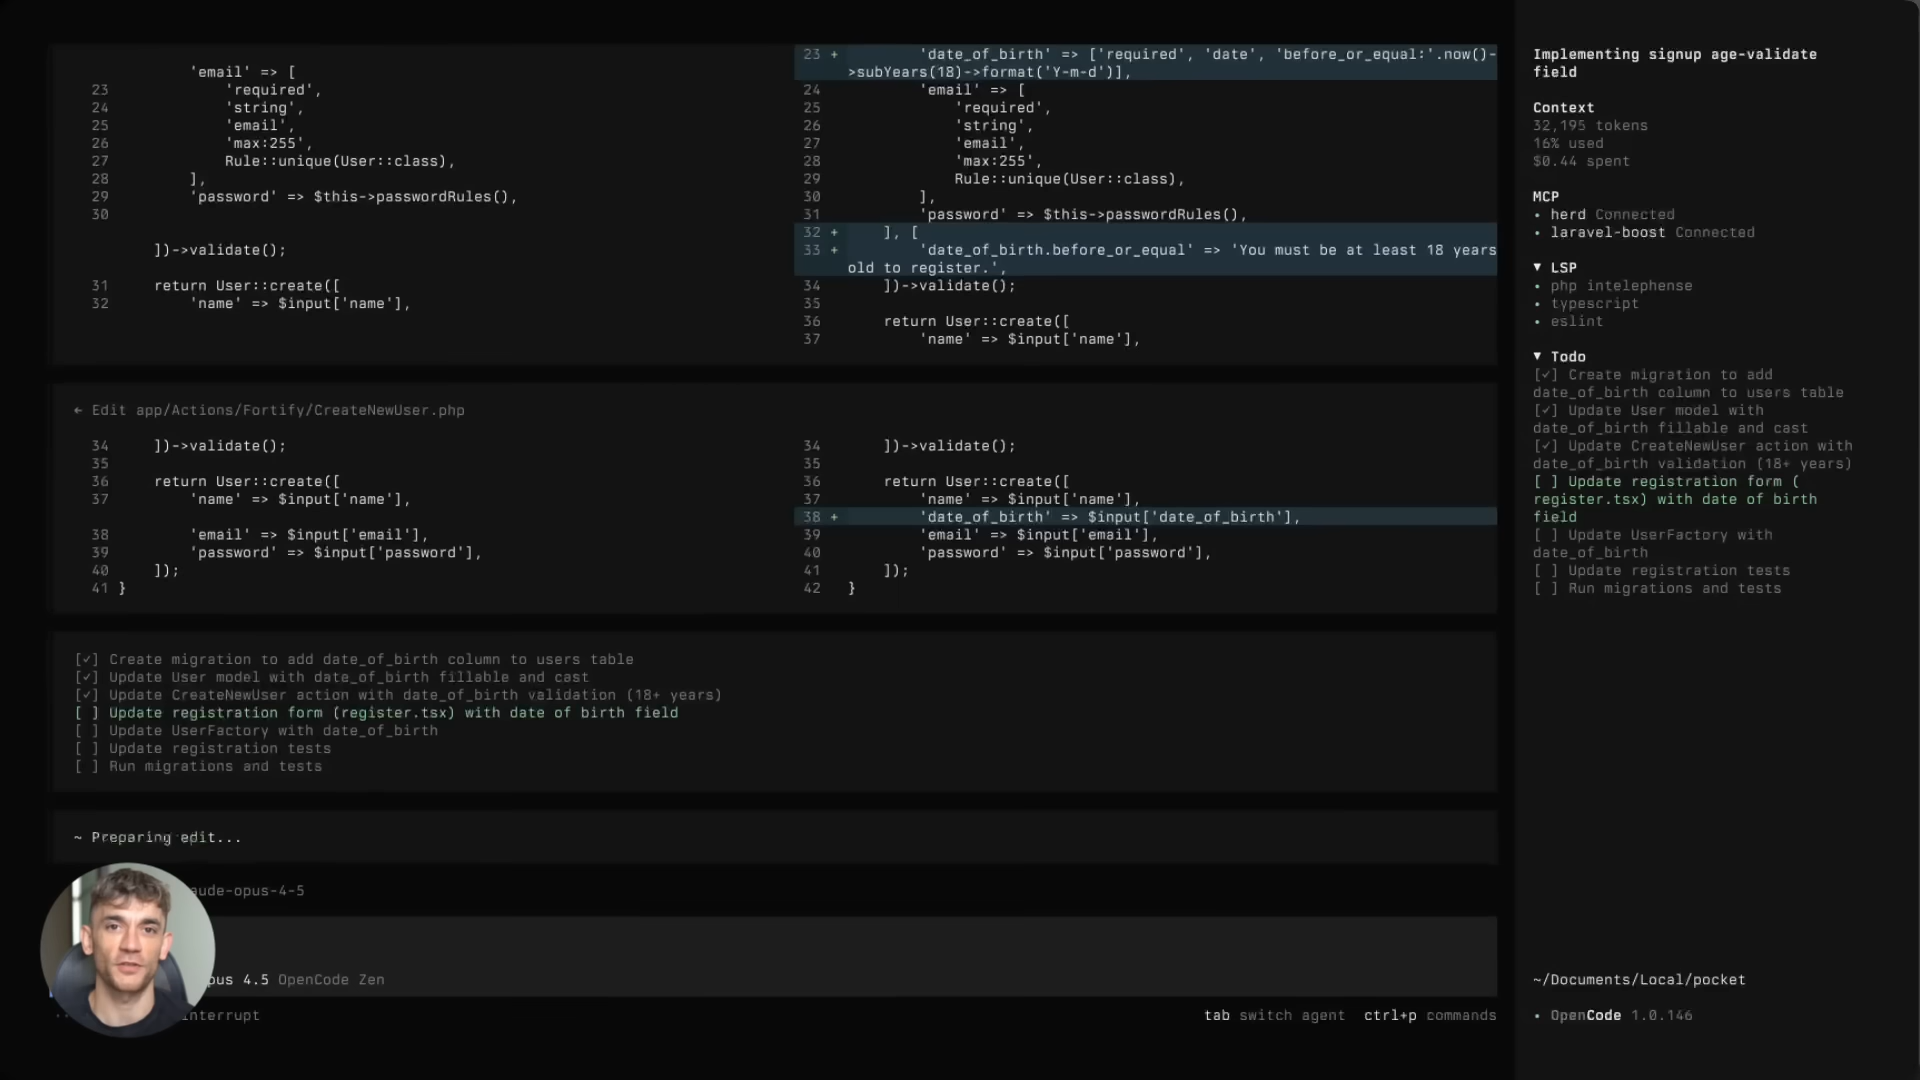 'email' => [
23 'required',
24 'string',
25 'email',
26 'max:255',
27 Rule::unique(User::class),
28 ],
29 'password' => $this->passwordRules(),
30
])->validate();
31 return User::create([
32 'name' => $input['name'],
23 + 'date_of_birth' => ['required', 'date', 'before_or_equal:'.now()-
>subYears(18)->format('Y-m-d')],
24 'email' => [
25 'required',
26 'string',
27 'email',
28 'max:255',
29 Rule::unique(User::class),
30 ],
31 'password' => $this->passwordRules(),
32 + ], [
33 + 'date_of_birth.before_or_equal' => 'You must be at least 18 years
old to register.',
34 ])->validate();
35
36 return User::create([
37 'name' => $input['name'],
← Edit app/Actions/Fortify/CreateNewUser.php
34 ])->validate();
35
36 return User::create([
37 'name' => $input['name'],
38 'email' => $input['email'],
39 'password' => $input['password'],
40 ]);
41 }
34 ])->validate();
35
36 return User::create([
37 'name' => $input['name'],
38 + 'date_of_birth' => $input['date_of_birth'],
39 'email' => $input['email'],
40 'password' => $input['password'],
41 ]);
42 }
[✓] Create migration to add date_of_birth column to users table
[✓] Update User model with date_of_birth fillable and cast
[✓] Update CreateNewUser action with date_of_birth validation (18+ years)
[ ] Update registration form (register.tsx) with date of birth field
[ ] Update UserFactory with date_of_birth
[ ] Update registration tests
[ ] Run migrations and tests
~ Preparing edit...
aude-opus-4-5
pus 4.5 OpenCode Zen
interrupt
tab switch agent ctrl+p commands
Implementing signup age-validate
field
Context
32,195 tokens
16% used
$0.44 spent
MCP
• herd Connected
• laravel-boost Connected
▼ LSP
• php intelephense
• typescript
• eslint
▼ Todo
[✓] Create migration to add
date_of_birth column to users table
[✓] Update User model with
date_of_birth fillable and cast
[✓] Update CreateNewUser action with
date_of_birth validation (18+ years)
[ ] Update registration form (
register.tsx) with date of birth
field
[ ] Update UserFactory with
date_of_birth
[ ] Update registration tests
[ ] Run migrations and tests
~/Documents/Local/pocket
• OpenCode 1.0.146